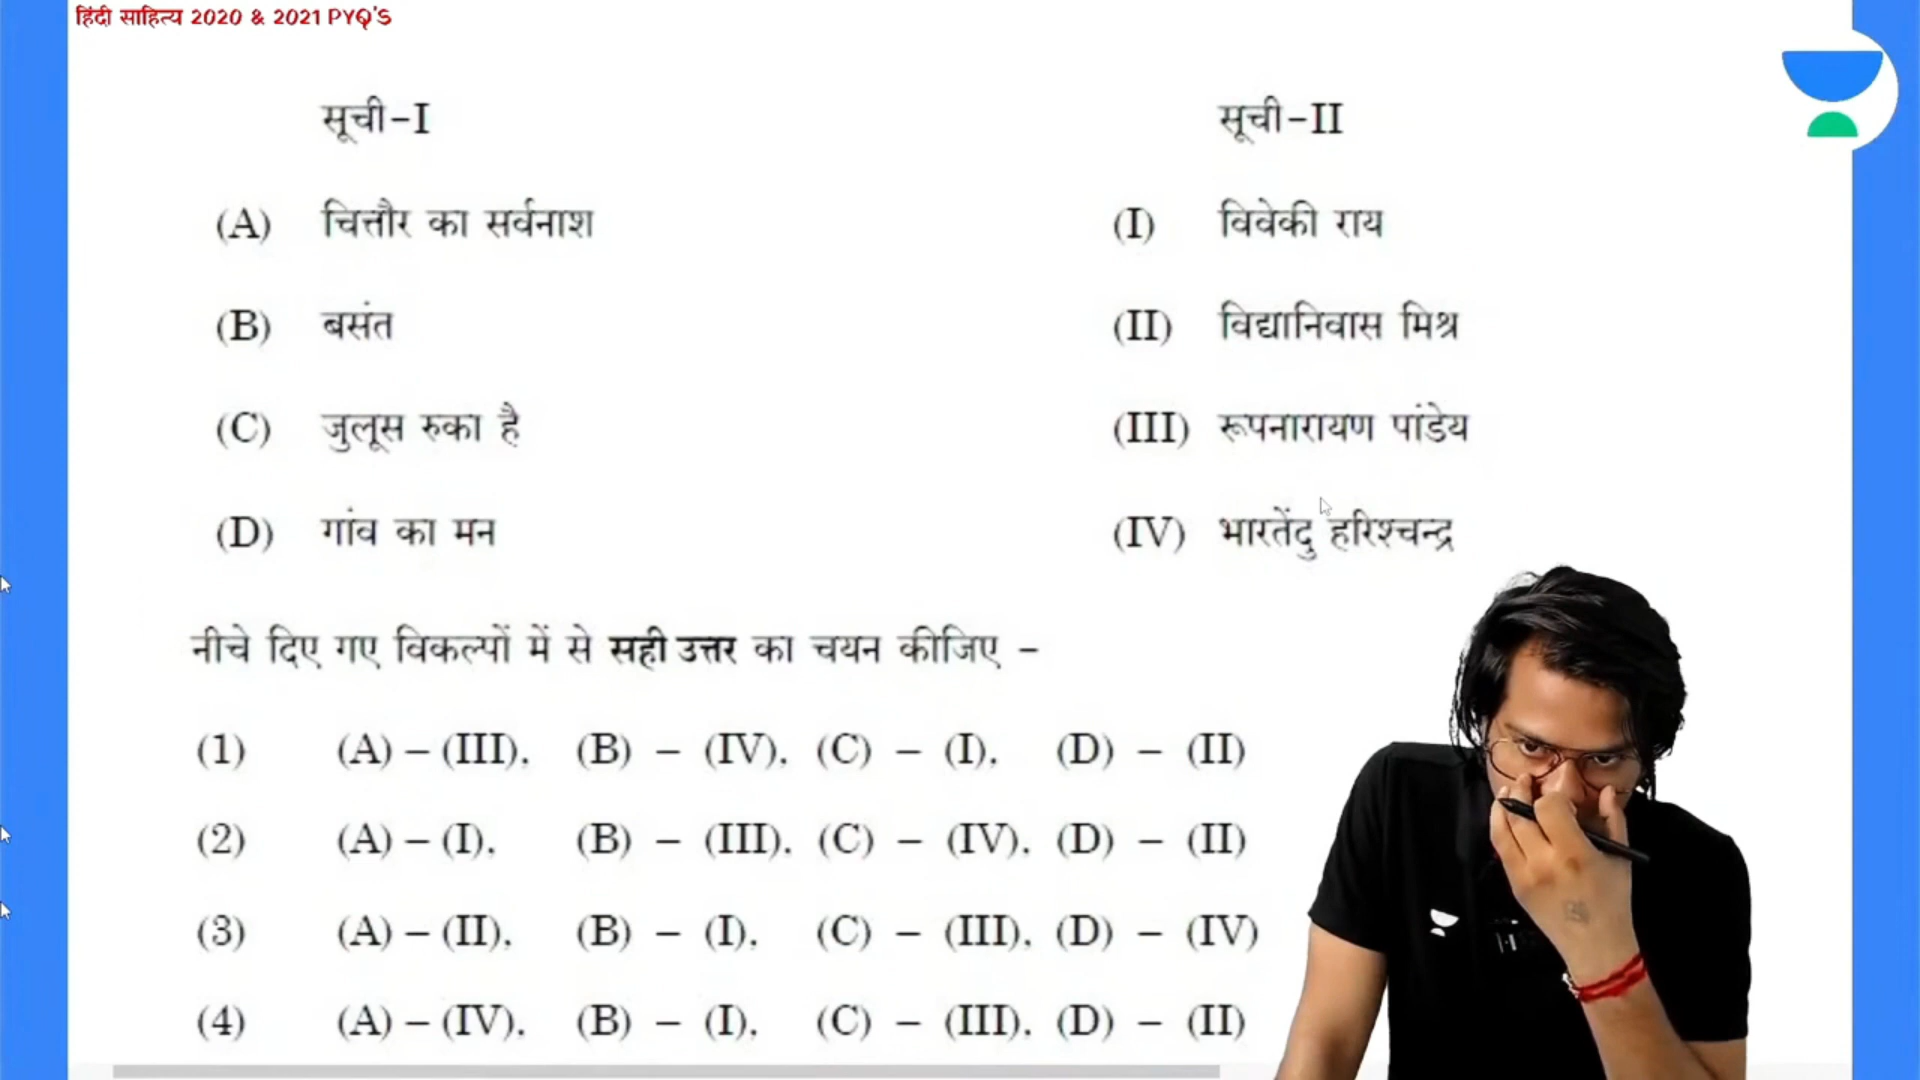 हिंदी साहित्य 2020 & 2021 PYQ'S
सूची-I सूची-II
(A) चित्तौर का सर्वनाश (I) विवेकी राय
(B) बसंत (II) विद्यानिवास मिश्र
(C) जुलूस रुका है (III) रूपनारायण पांडेय
(D) गांव का मन (IV) भारतेंदु हरिश्चन्द्र
नीचे दिए गए विकल्पों में से सही उत्तर का चयन कीजिए –
(1) (A) – (III), (B) – (IV), (C) – (I), (D) – (II)
(2) (A) – (I), (B) – (III), (C) – (IV), (D) – (II)
(3) (A) – (II), (B) – (I), (C) – (III), (D) – (IV)
(4) (A) – (IV), (B) – (I), (C) – (III), (D) – (II)